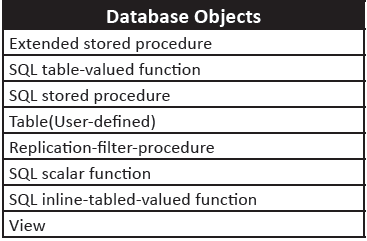 Database Objects
Extended stored procedure
SQL table-valued function
SQL stored procedure
Table(User-defined)
Replication-filter-procedure
SQL scalar function
SQL inline-tabled-valued function
View